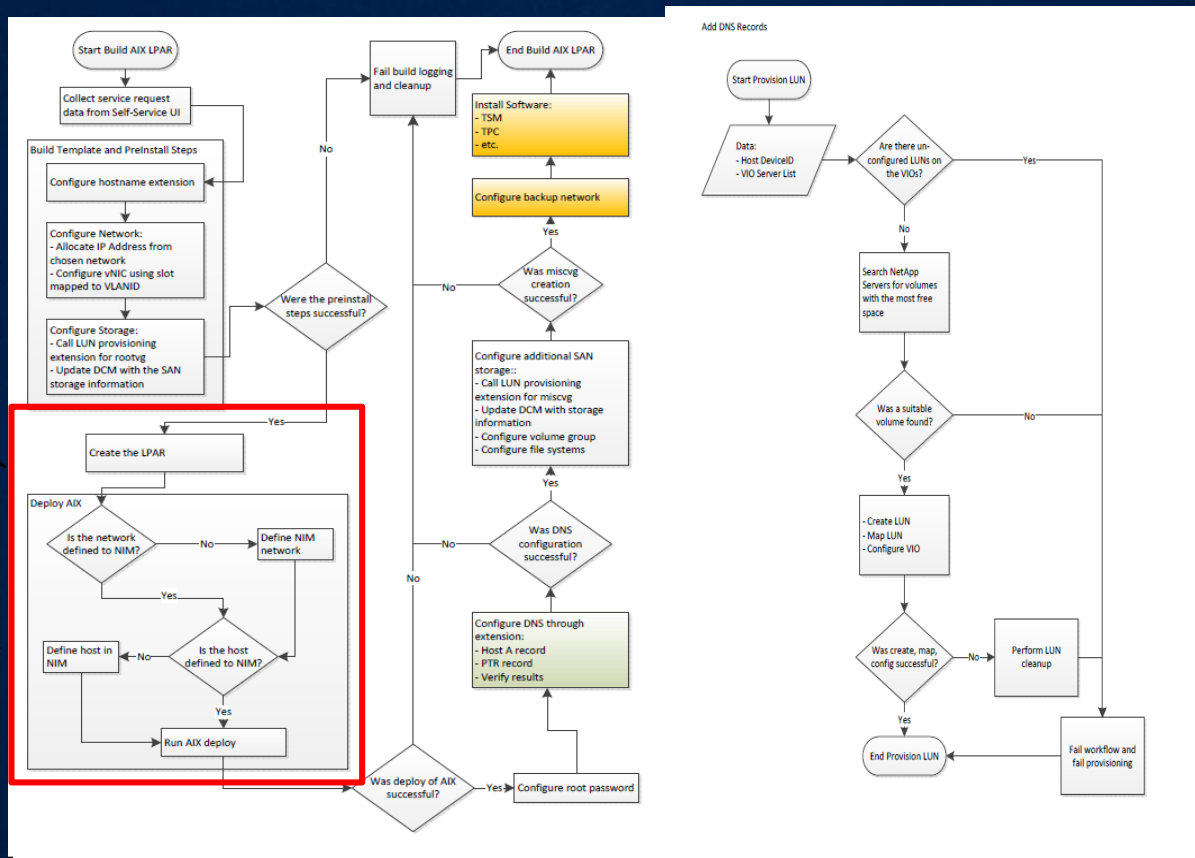 Start Build AIX LPAR
Collect service request
data from Self-Service UI
Build Template and PreInstall Steps
Configure hostname extension
Configure Network:
- Allocate IP Address from
chosen network
- Configure vNIC using slot
mapped to VLANID
Configure Storage:
- Call LUN provisioning
extension for rootvg
- Update DCM with the SAN
storage information
Were the preinstall
steps successful?
No
Yes
Create the LPAR
Deploy AIX
Is the network
defined to NIM?
No
Define NIM
network
Yes
Is the host
defined to NIM?
No
Define host in
NIM
Yes
Run AIX deploy
Was deploy of AIX
successful?
Yes
Configure root password
No
Configure DNS through
extension:
- Host A record
- PTR record
- Verify results
Was DNS
configuration
successful?
No
Yes
Configure additional SAN
storage::
- Call LUN provisioning
extension for miscvg
- Update DCM with storage
information
- Configure volume group
- Configure file systems
Was miscvg
creation
successful?
No
Yes
Configure backup network
Install Software:
- TSM
- TPC
- etc.
Fail build logging
and cleanup
End Build AIX LPAR
Add DNS Records
Start Provision LUN
Data:
- Host DeviceID
- VIO Server List
Are there un-
configured LUNs on
the VIOs?
Yes
No
Search NetApp
Servers for volumes
with the most free
space
Was a suitable
volume found?
No
Yes
- Create LUN
- Map LUN
- Configure VIO
Was create, map,
config successful?
No
Perform LUN
cleanup
Yes
End Provision LUN
Fail workflow and
fail provisioning